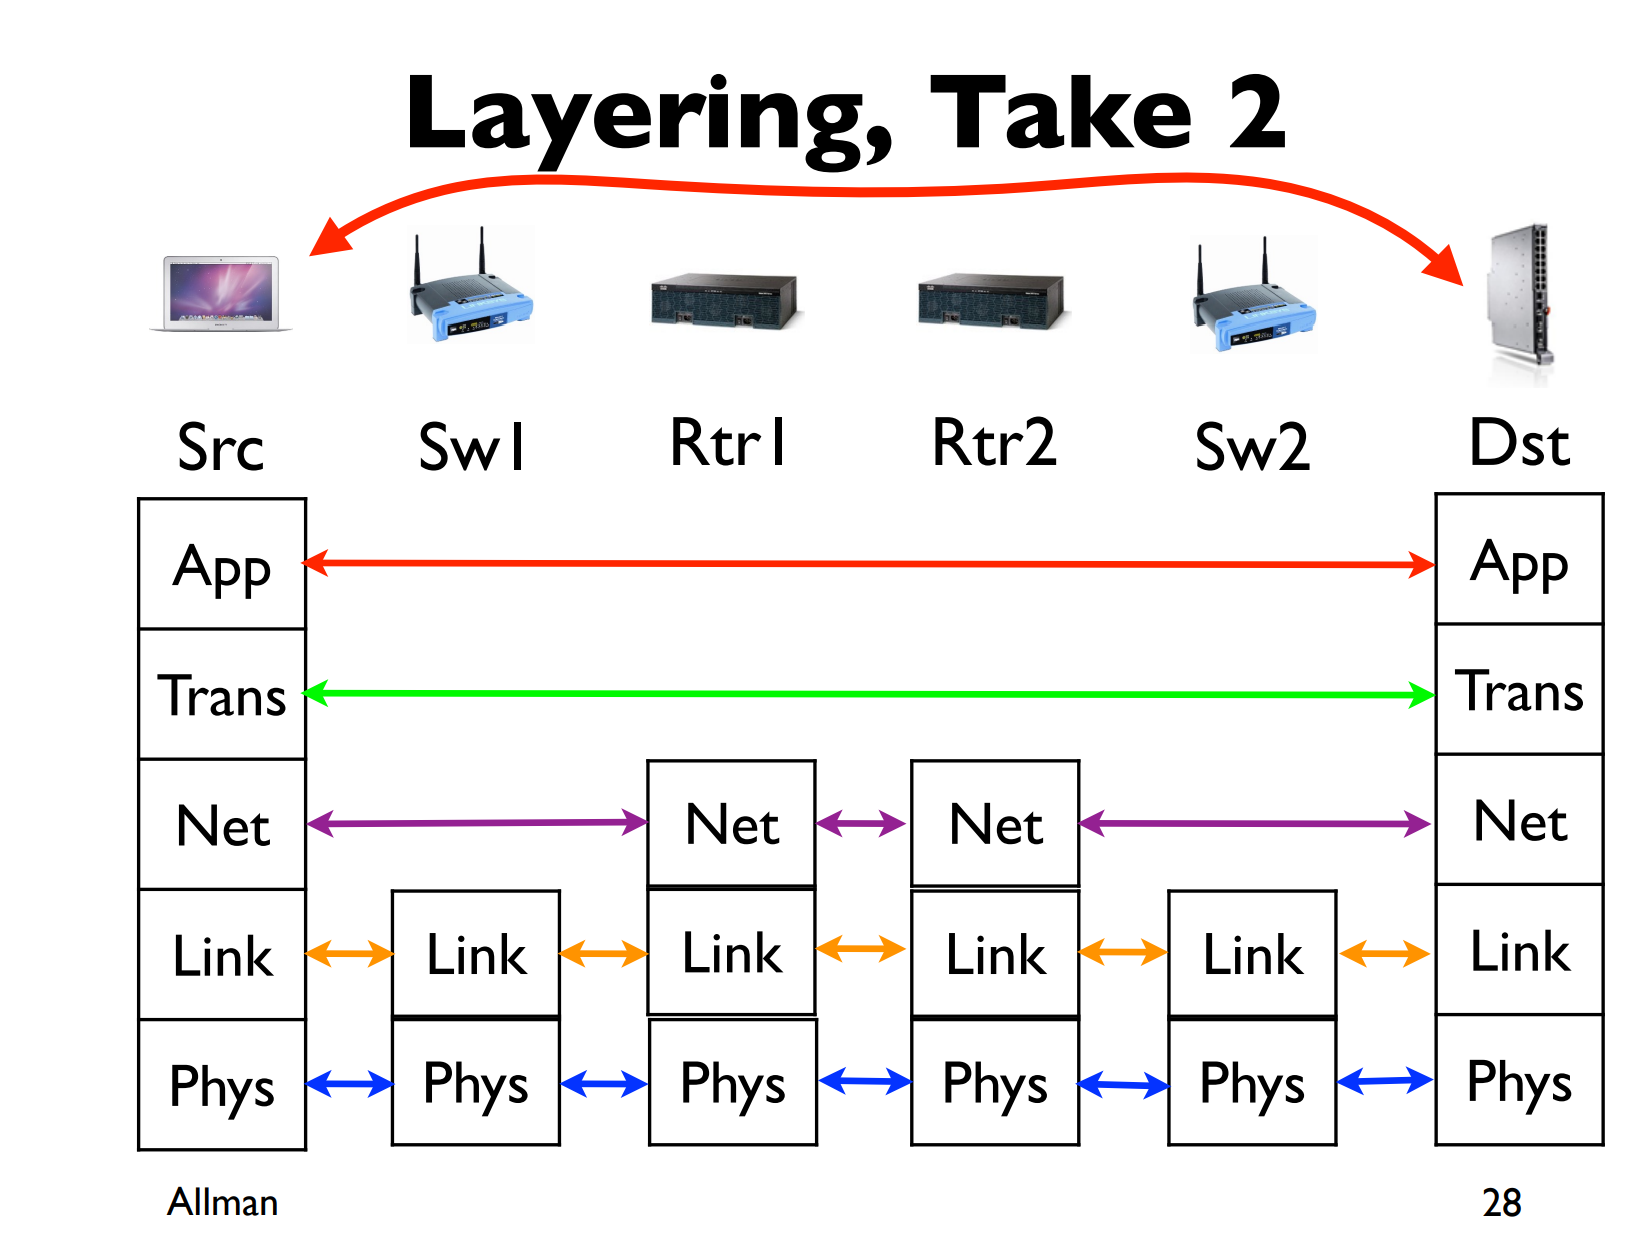 Layering, Take 2
Src Sw1 Rtr1 Rtr2 Sw2 Dst
App App
Trans Trans
Net Net Net Net
Link Link Link Link Link Link
Phys Phys Phys Phys Phys Phys
Allman 28